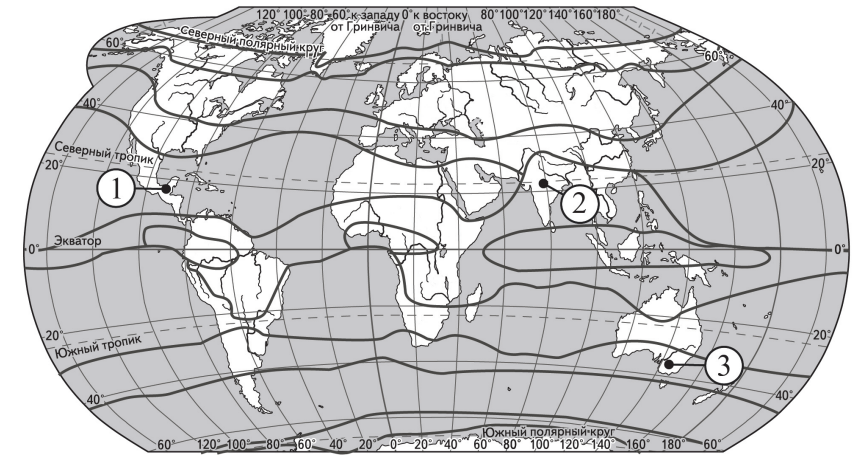 120° 100° 80° 60° к западу 0° к востоку 80° 100° 120° 140° 160° 180°
от Гринвича от Гринвича
Северный полярный круг
60° 60°
40° 40°
Северный тропик
20° 20°
1
2
Экватор
0° 0°
20° 20°
Южный тропик
3
40° 40°
Южный полярный круг
60° 120° 100° 80° 60° 40° 20° 0° 20° 40° 60° 80° 100° 120° 140° 160° 180° 60°